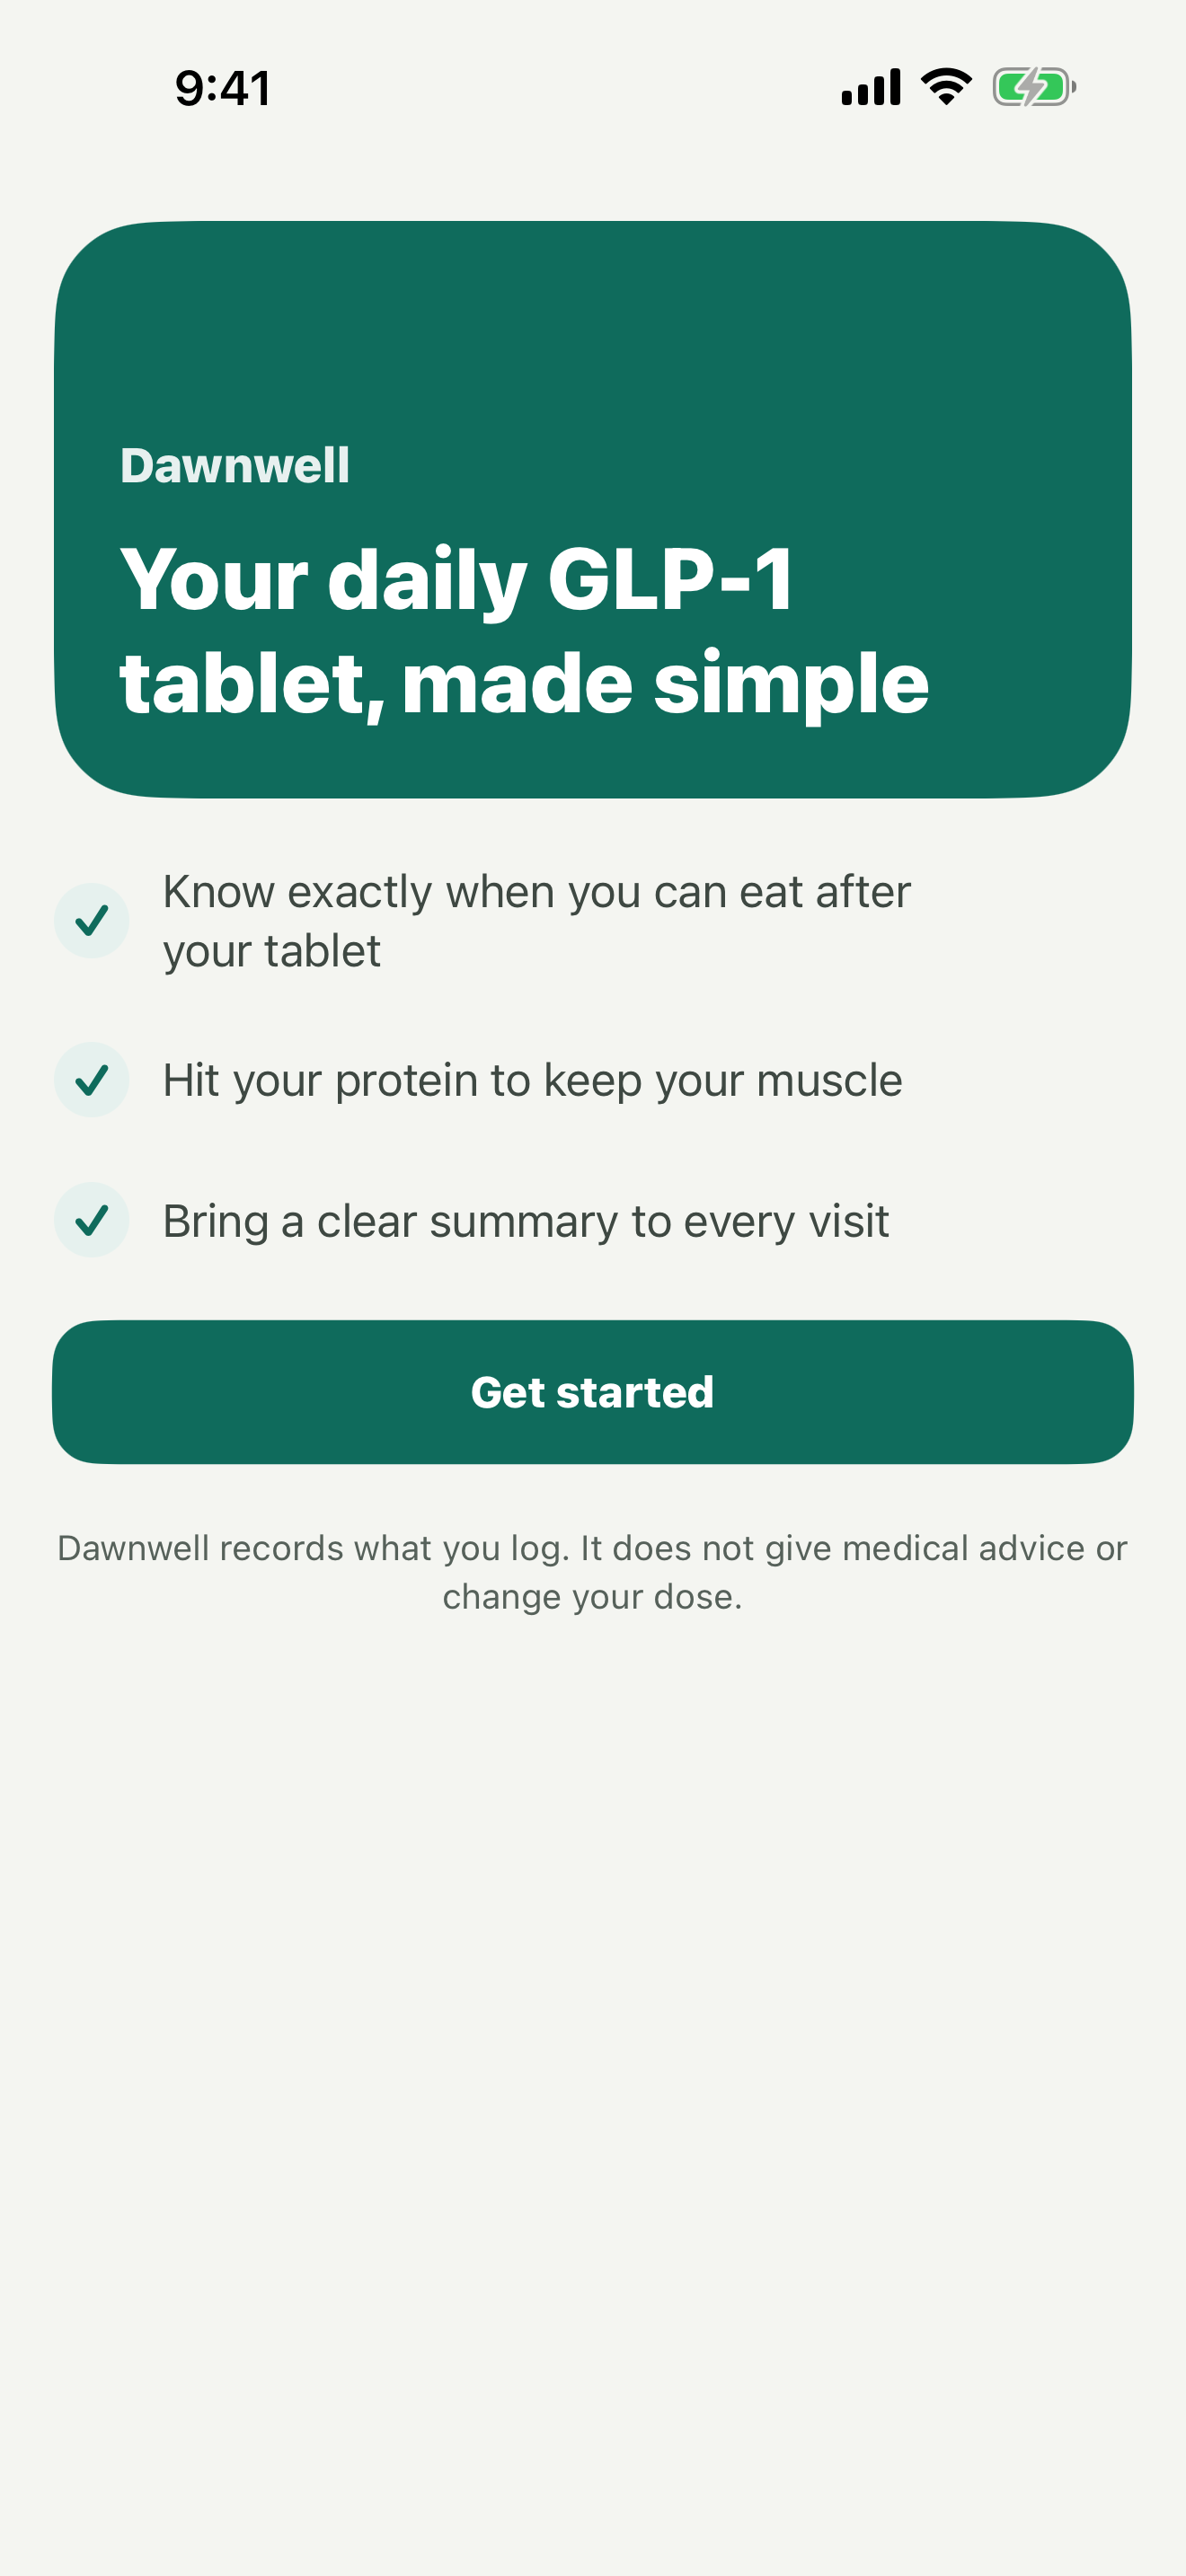 9:41
Dawnwell
Your daily GLP-1
tablet, made simple
Know exactly when you can eat after
your tablet
Hit your protein to keep your muscle
Bring a clear summary to every visit
Get started
Dawnwell records what you log. It does not give medical advice or
change your dose.